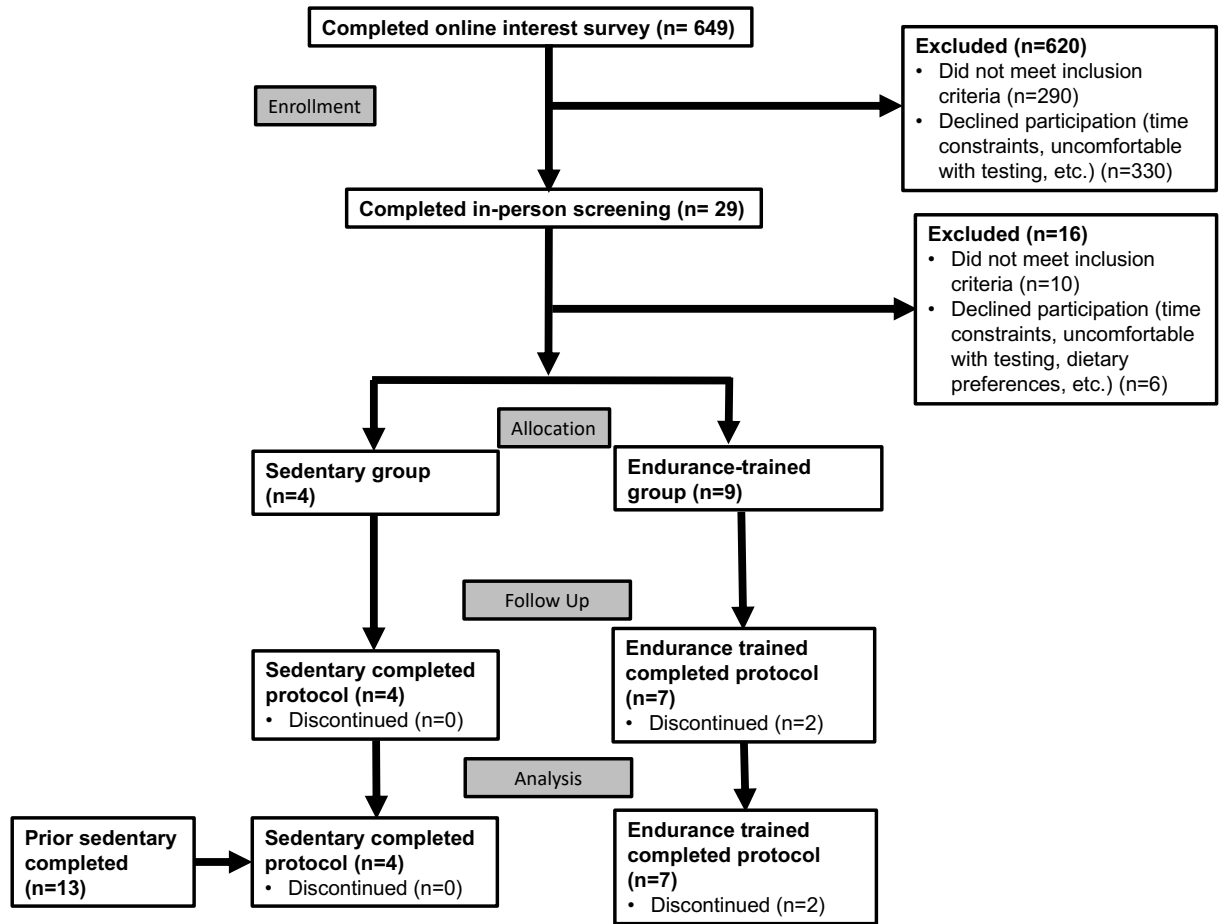 Completed online interest survey (n= 649)
Excluded (n=620)
• Did not meet inclusion
criteria (n=290)
• Declined participation (time
constraints, uncomfortable
with testing, etc.) (n=330)
Enrollment
Completed in-person screening (n= 29)
Excluded (n=16)
• Did not meet inclusion
criteria (n=10)
• Declined participation (time
constraints, uncomfortable
with testing, dietary
preferences, etc.) (n=6)
Allocation
Sedentary group
(n=4)
Endurance-trained
group (n=9)
Follow Up
Sedentary completed
protocol (n=4)
• Discontinued (n=0)
Endurance trained
completed protocol
(n=7)
• Discontinued (n=2)
Analysis
Prior sedentary
completed
(n=13)
Sedentary completed
protocol (n=4)
• Discontinued (n=0)
Endurance trained
completed protocol
(n=7)
• Discontinued (n=2)